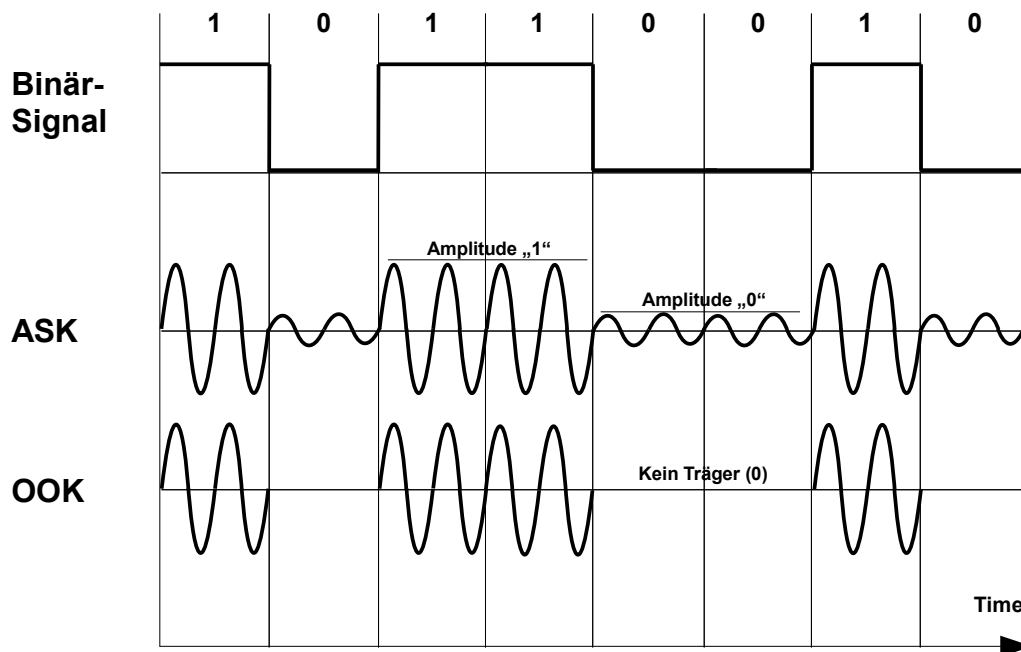 1 0 1 1 0 0 1 0
Binär-
Signal
Amplitude „1“
Amplitude „0“
ASK
Kein Träger (0)
OOK
Time